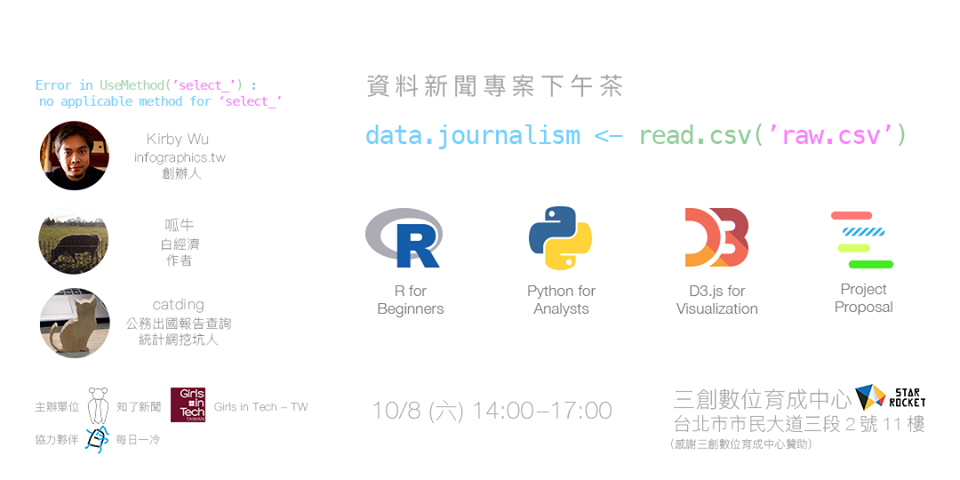 Error in UseMethod('select_') :
no applicable method for 'select_'
Kirby Wu
infographics.tw
創辦人
呱牛
白經濟
作者
catding
公務出國報告查詢
統計網挖坑人
主辦單位 知了新聞 Girls in Tech TAIWAN Girls in Tech – TW
協力夥伴 每日一冷
資料新聞專案下午茶
data.journalism <- read.csv('raw.csv')
R
R for
Beginners
Python for
Analysts
D3
D3.js for
Visualization
Project
Proposal
10/8 (六) 14:00–17:00
三創數位育成中心 STAR ROCKET
台北市市民大道三段 2 號 11 樓
(感謝三創數位育成中心贊助)